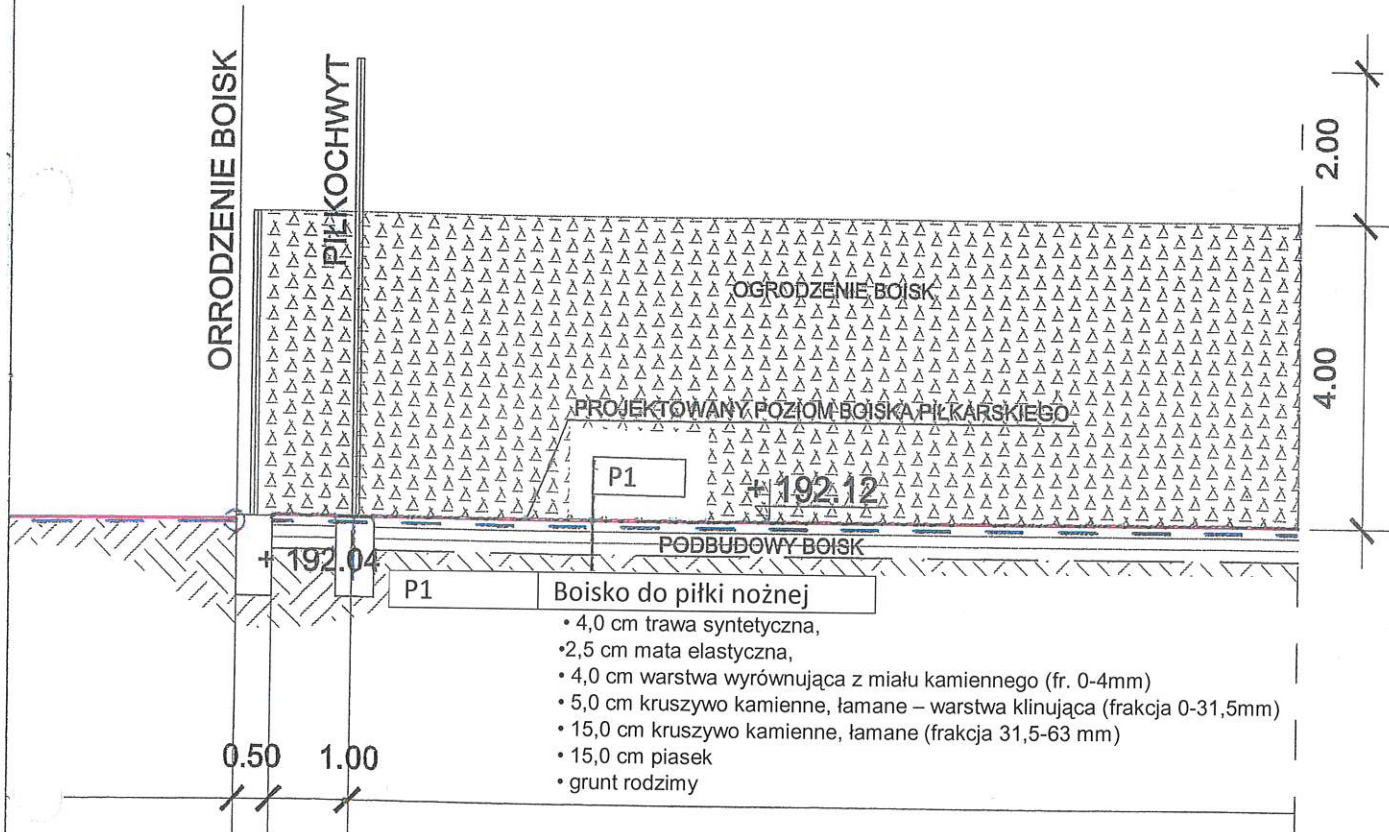 ORRODZENIE BOISK
PIŁKOCHWYT
2.00
OGRODZENIE BOISK
4.00
PROJEKTOWANY POZIOM BOISKA PIŁKARSKIEGO
P1
+ 192.12
PODBUDOWY BOISK
+ 192.04
P1 Boisko do piłki nożnej
• 4,0 cm trawa syntetyczna,
•2,5 cm mata elastyczna,
• 4,0 cm warstwa wyrównująca z miału kamiennego (fr. 0-4mm)
• 5,0 cm kruszywo kamienne, łamane – warstwa klinująca (frakcja 0-31,5mm)
• 15,0 cm kruszywo kamienne, łamane (frakcja 31,5-63 mm)
• 15,0 cm piasek
• grunt rodzimy
0.50 1.00